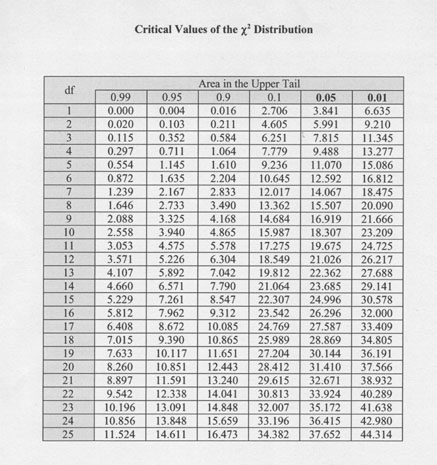 Critical Values of the χ² Distribution
Area in the Upper Tail
df
0.99 0.95 0.9 0.1 0.05 0.01
1 0.000 0.004 0.016 2.706 3.841 6.635
2 0.020 0.103 0.211 4.605 5.991 9.210
3 0.115 0.352 0.584 6.251 7.815 11.345
4 0.297 0.711 1.064 7.779 9.488 13.277
5 0.554 1.145 1.610 9.236 11.070 15.086
6 0.872 1.635 2.204 10.645 12.592 16.812
7 1.239 2.167 2.833 12.017 14.067 18.475
8 1.646 2.733 3.490 13.362 15.507 20.090
9 2.088 3.325 4.168 14.684 16.919 21.666
10 2.558 3.940 4.865 15.987 18.307 23.209
11 3.053 4.575 5.578 17.275 19.675 24.725
12 3.571 5.226 6.304 18.549 21.026 26.217
13 4.107 5.892 7.042 19.812 22.362 27.688
14 4.660 6.571 7.790 21.064 23.685 29.141
15 5.229 7.261 8.547 22.307 24.996 30.578
16 5.812 7.962 9.312 23.542 26.296 32.000
17 6.408 8.672 10.085 24.769 27.587 33.409
18 7.015 9.390 10.865 25.989 28.869 34.805
19 7.633 10.117 11.651 27.204 30.144 36.191
20 8.260 10.851 12.443 28.412 31.410 37.566
21 8.897 11.591 13.240 29.615 32.671 38.932
22 9.542 12.338 14.041 30.813 33.924 40.289
23 10.196 13.091 14.848 32.007 35.172 41.638
24 10.856 13.848 15.659 33.196 36.415 42.980
25 11.524 14.611 16.473 34.382 37.652 44.314